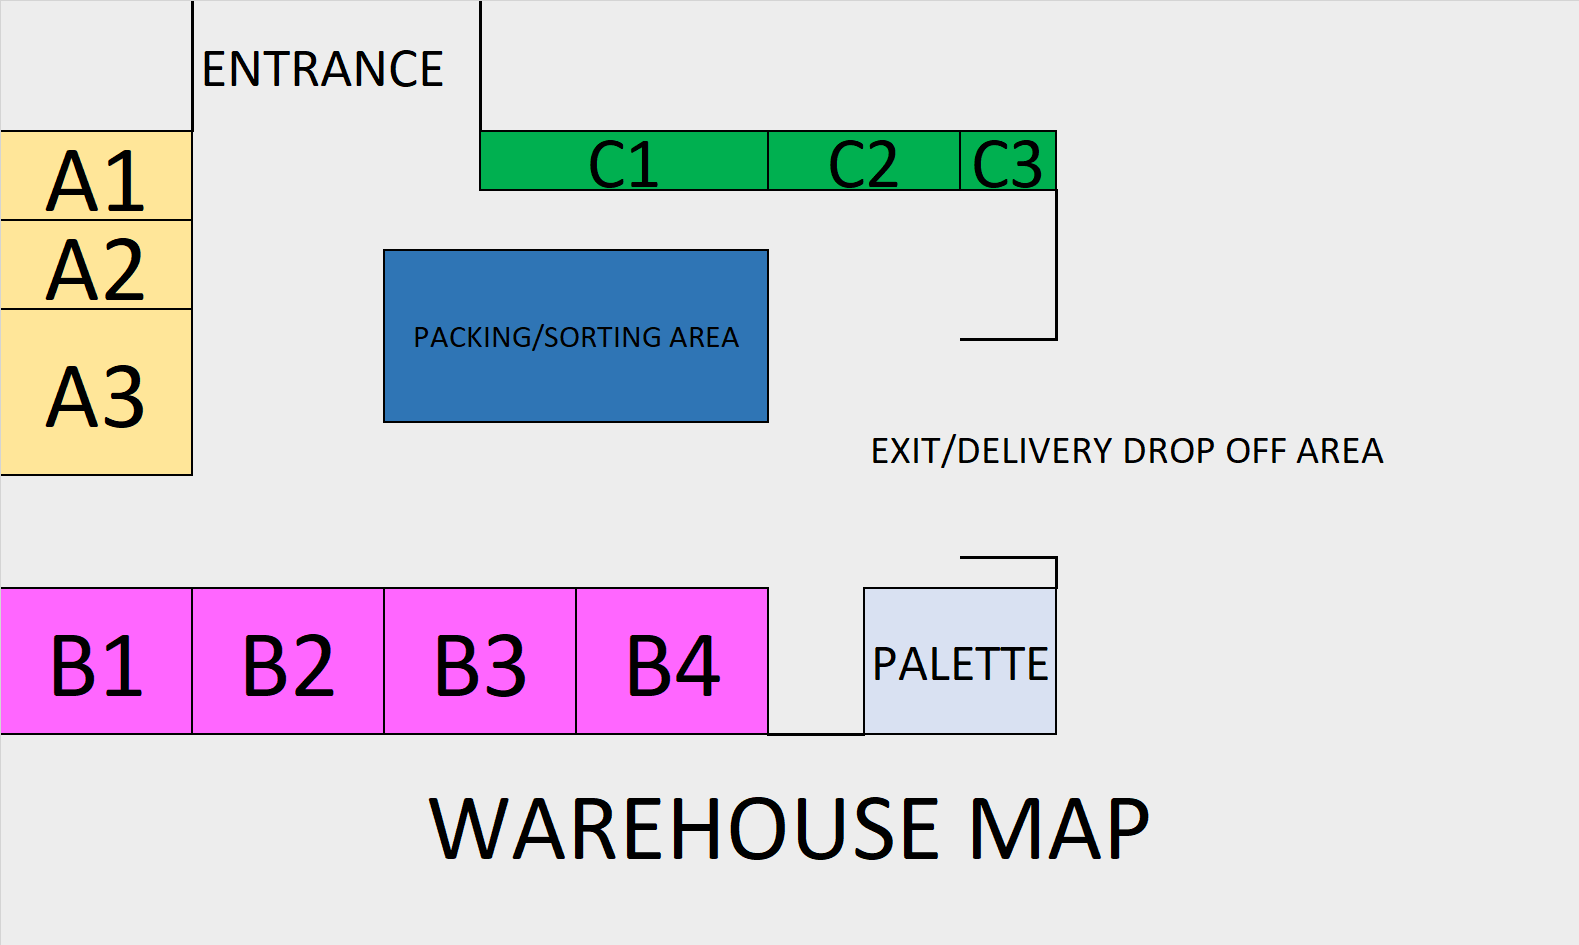 ENTRANCE
A1
C1
C2
C3
A2
PACKING/SORTING AREA
A3
EXIT/DELIVERY DROP OFF AREA
B1
B2
B3
B4
PALETTE
WAREHOUSE MAP